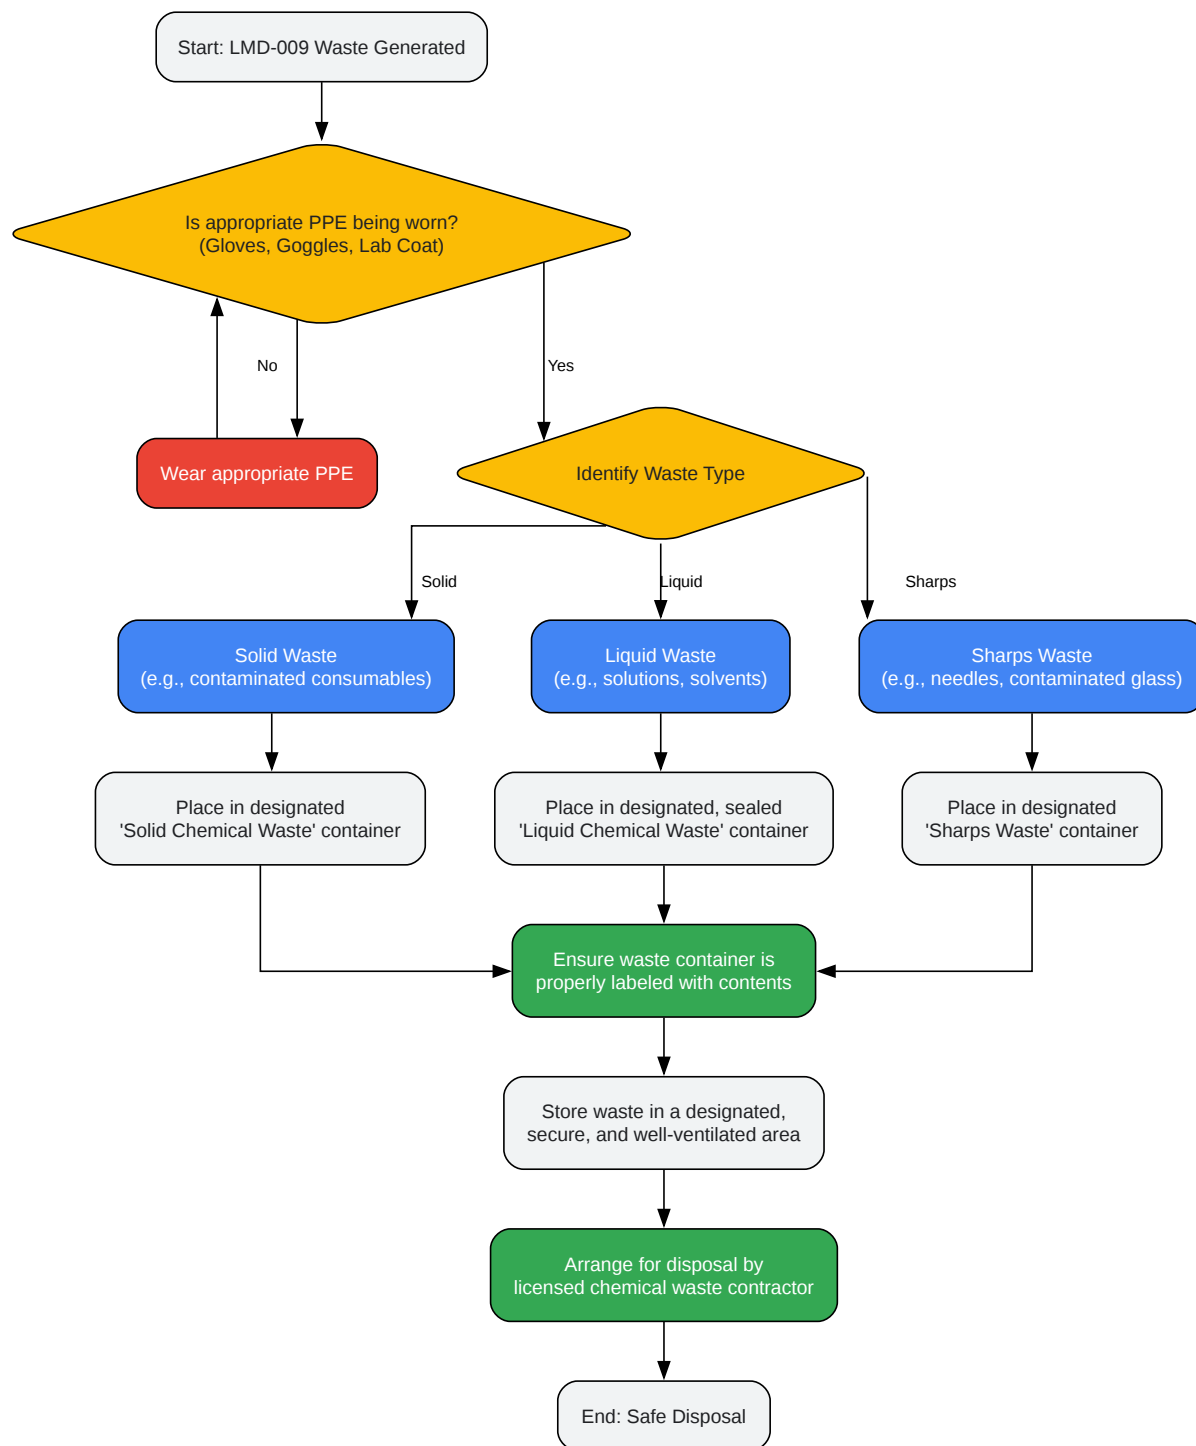 Start: LMD-009 Waste Generated
Is appropriate PPE being worn?
(Gloves, Goggles, Lab Coat)
No
Yes
Wear appropriate PPE
Identify Waste Type
Solid
Liquid
Sharps
Solid Waste
(e.g., contaminated consumables)
Liquid Waste
(e.g., solutions, solvents)
Sharps Waste
(e.g., needles, contaminated glass)
Place in designated
'Solid Chemical Waste' container
Place in designated, sealed
'Liquid Chemical Waste' container
Place in designated
'Sharps Waste' container
Ensure waste container is
properly labeled with contents
Store waste in a designated,
secure, and well-ventilated area
Arrange for disposal by
licensed chemical waste contractor
End: Safe Disposal